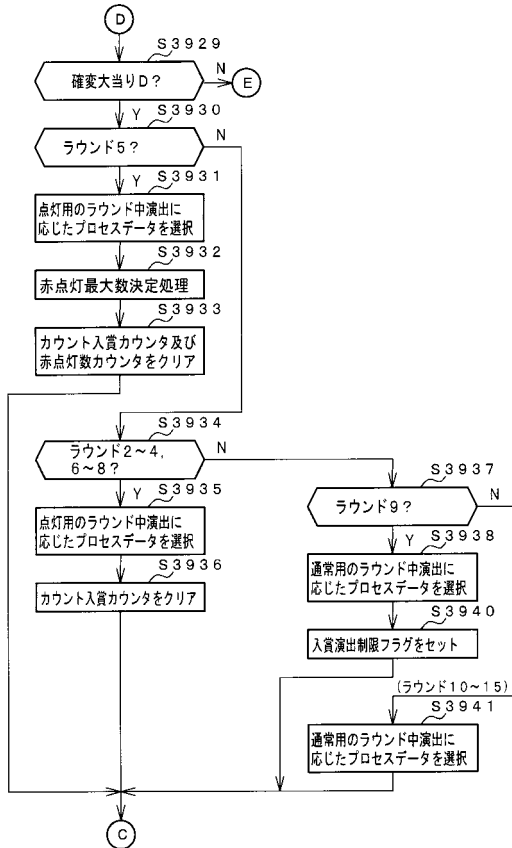 D
S3929
確変大当りD?
N
E
Y
S3930
ラウンド5?
N
Y
S3931
点灯用のラウンド中演出に
応じたプロセスデータを選択
S3932
赤点灯最大数決定処理
S3933
カウント入賞カウンタ及び
赤点灯数カウンタをクリア
S3934
ラウンド2~4,
6~8?
N
Y
S3935
点灯用のラウンド中演出に
応じたプロセスデータを選択
S3936
カウント入賞カウンタをクリア
S3937
ラウンド9?
N
Y
S3938
通常用のラウンド中演出に
応じたプロセスデータを選択
S3940
入賞演出制限フラグをセット
(ラウンド10~15)
S3941
通常用のラウンド中演出に
応じたプロセスデータを選択
C